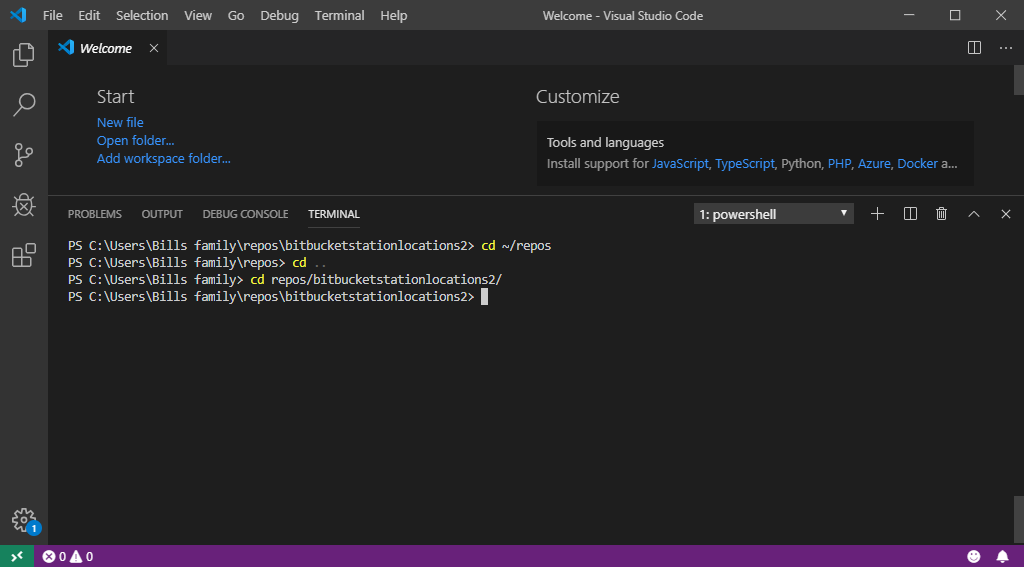 File Edit Selection View Go Debug Terminal Help Welcome - Visual Studio Code
Welcome
Start
New file
Open folder...
Add workspace folder...
Customize
Tools and languages
Install support for JavaScript, TypeScript, Python, PHP, Azure, Docker a...
PROBLEMS OUTPUT DEBUG CONSOLE TERMINAL 1: powershell
PS C:\Users\Bills family\repos\bitbucketstationlocations2> cd ~/repos
PS C:\Users\Bills family\repos> cd ..
PS C:\Users\Bills family> cd repos/bitbucketstationlocations2/
PS C:\Users\Bills family\repos\bitbucketstationlocations2>
1
0 0